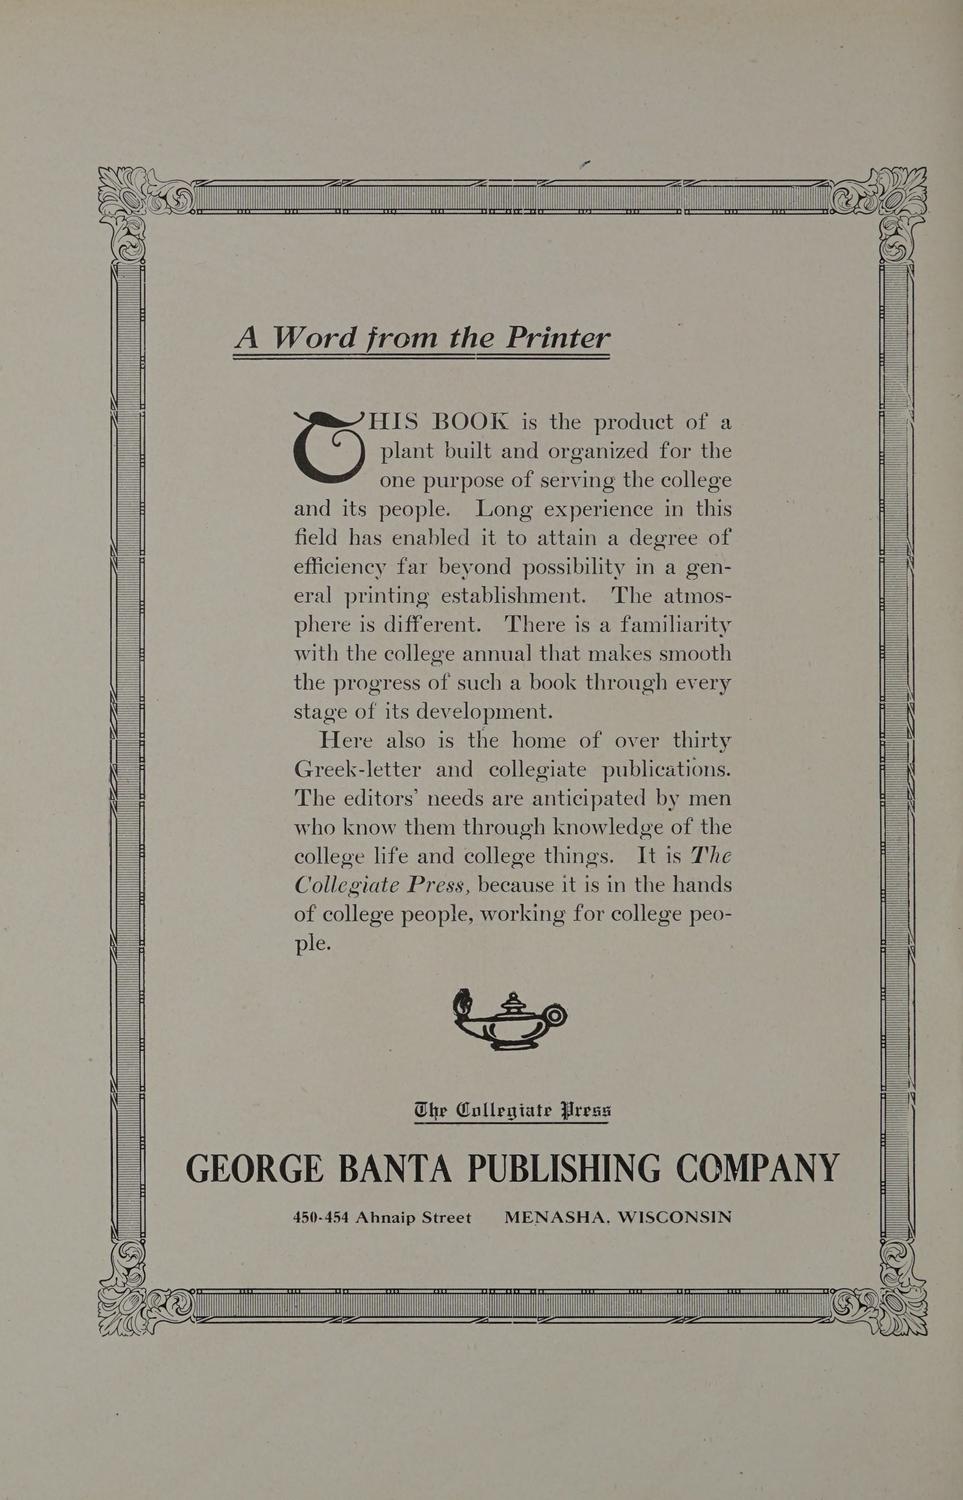 A Word from the Printer
THIS BOOK is the product of a
plant built and organized for the
one purpose of serving the college
and its people. Long experience in this
field has enabled it to attain a degree of
efficiency far beyond possibility in a gen-
eral printing establishment. The atmos-
phere is different. There is a familiarity
with the college annual that makes smooth
the progress of such a book through every
stage of its development.
Here also is the home of over thirty
Greek-letter and collegiate publications.
The editors' needs are anticipated by men
who know them through knowledge of the
college life and college things. It is The
Collegiate Press, because it is in the hands
of college people, working for college peo-
ple.
The Collegiate Press
GEORGE BANTA PUBLISHING COMPANY
450-454 Ahnaip Street MENASHA, WISCONSIN